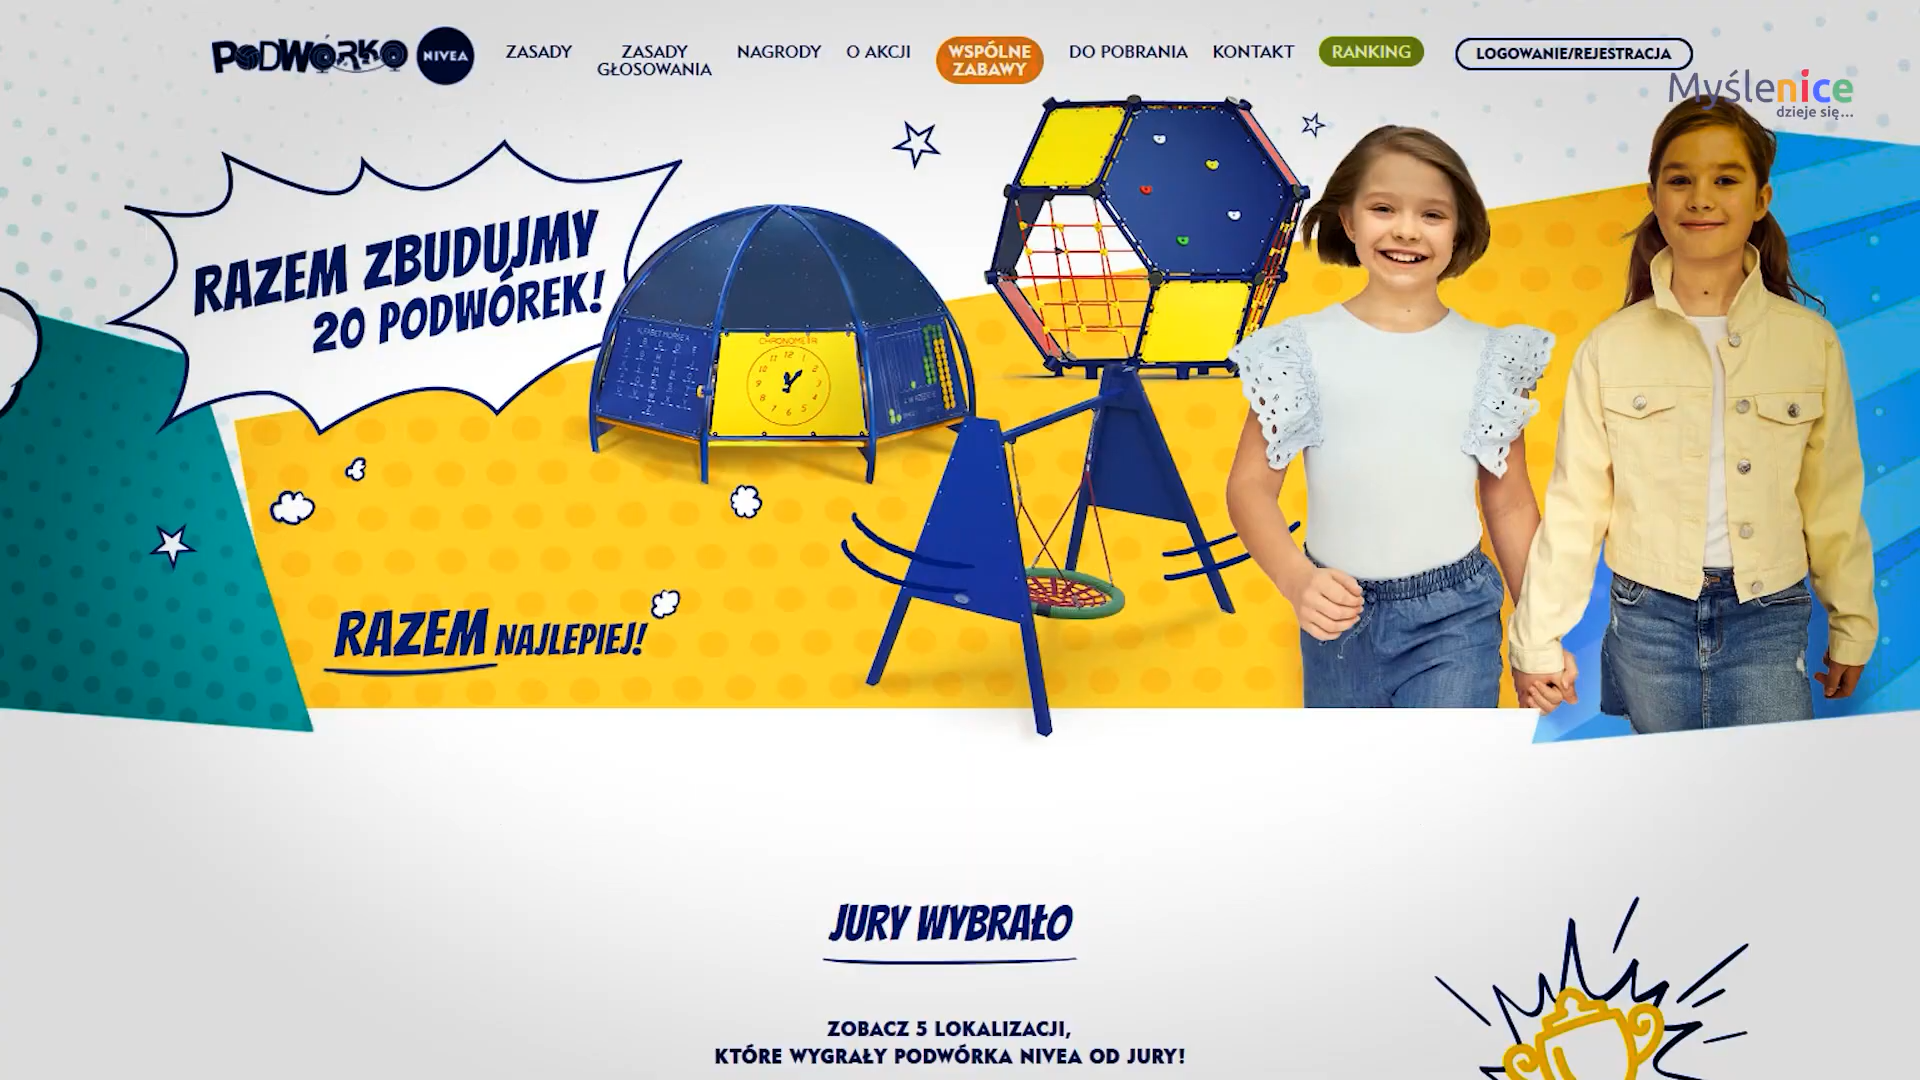 PODWÓRKO NIVEA
ZASADY
ZASADY
GŁOSOWANIA
NAGRODY
O AKCJI
WSPÓLNE
ZABAWY
DO POBRANIA
KONTAKT
RANKING
LOGOWANIE/REJESTRACJA
Myślenice
dzieje się...
RAZEM ZBUDUJMY
20 PODWÓREK!
CHRONOMETR
RAZEM NAJLEPIEJ!
JURY WYBRAŁO
ZOBACZ 5 LOKALIZACJI,
KTÓRE WYGRAŁY PODWÓRKA NIVEA OD JURY!